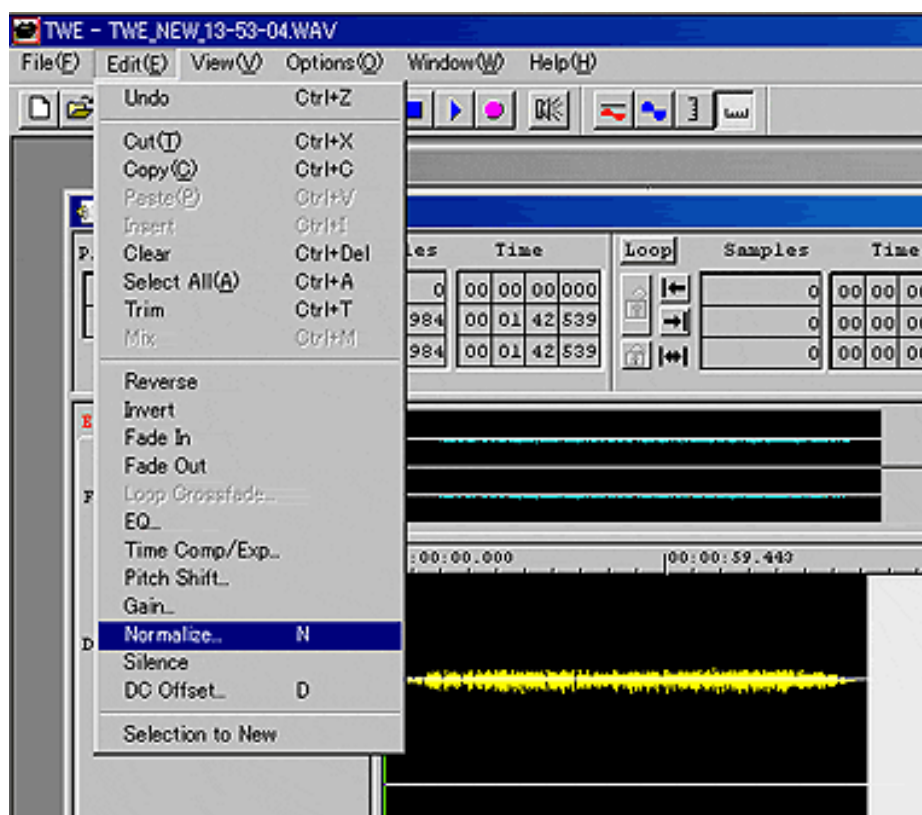 TWE - TWE_NEW_13-53-04.WAV
File(F) Edit(E) View(V) Options(O) Window(W) Help(H)
Undo Ctrl+Z
Cut(T) Ctrl+X
Copy(C) Ctrl+C
Paste(P) Ctrl+V
Insert Ctrl+I
Clear Ctrl+Del
Select All(A) Ctrl+A
Trim Ctrl+T
Mix Ctrl+M
Reverse
Invert
Fade In
Fade Out
Loop Crossfade...
EQ...
Time Comp/Exp...
Pitch Shift...
Gain...
Normalize... N
Silence
DC Offset... D
Selection to New
les Time Loop Samples Time
0 00 00 00 000 0 00 00
984 00 01 42 539 0 00 00
984 00 01 42 539 0 00 00
:00:00.000 00:00:59.443